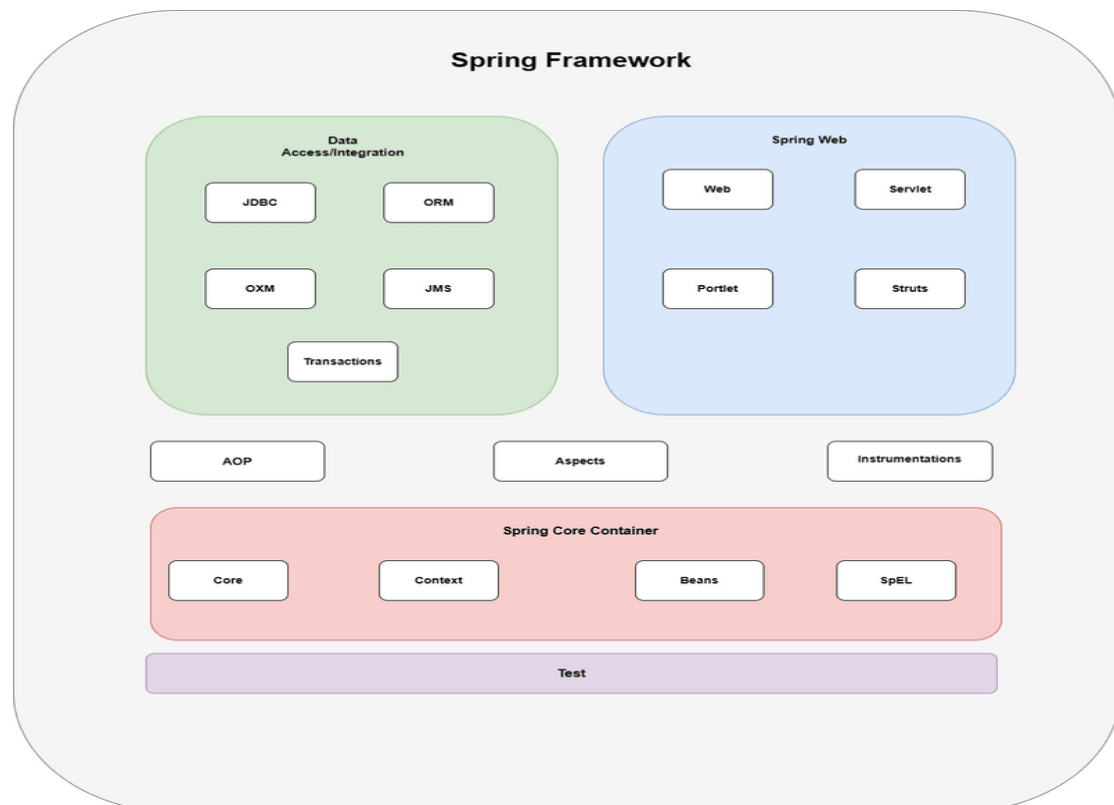 Spring Framework
Data
Access/Integration
JDBC
ORM
OXM
JMS
Transactions
Spring Web
Web
Servlet
Portlet
Struts
AOP
Aspects
Instrumentations
Spring Core Container
Core
Context
Beans
SpEL
Test